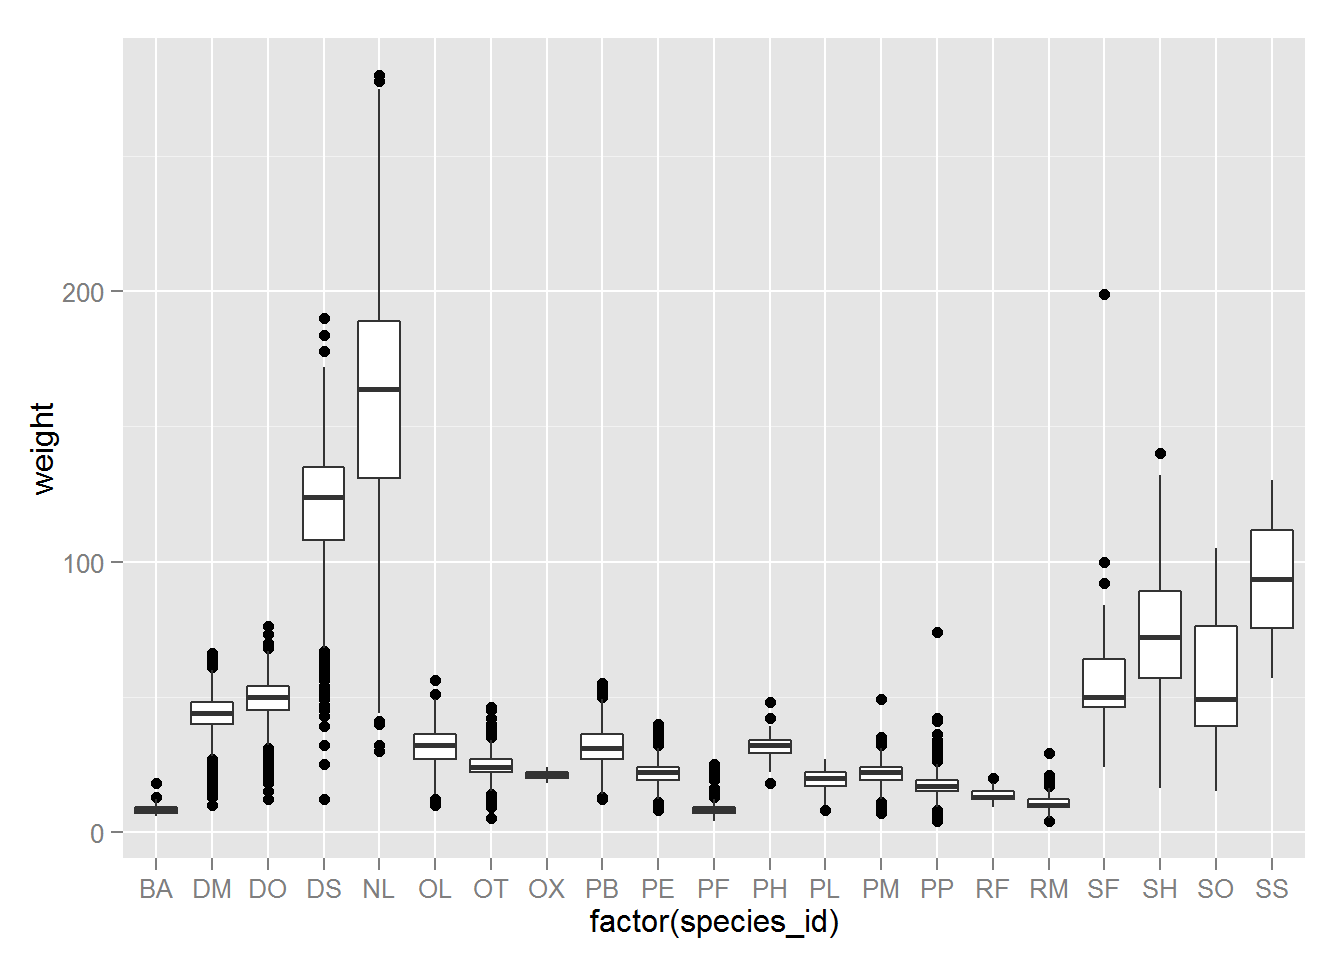 weight
200
100
0
BA DM DO DS NL OL OT OX PB PE PF PH PL PM PP RF RM SF SH SO SS
factor(species_id)